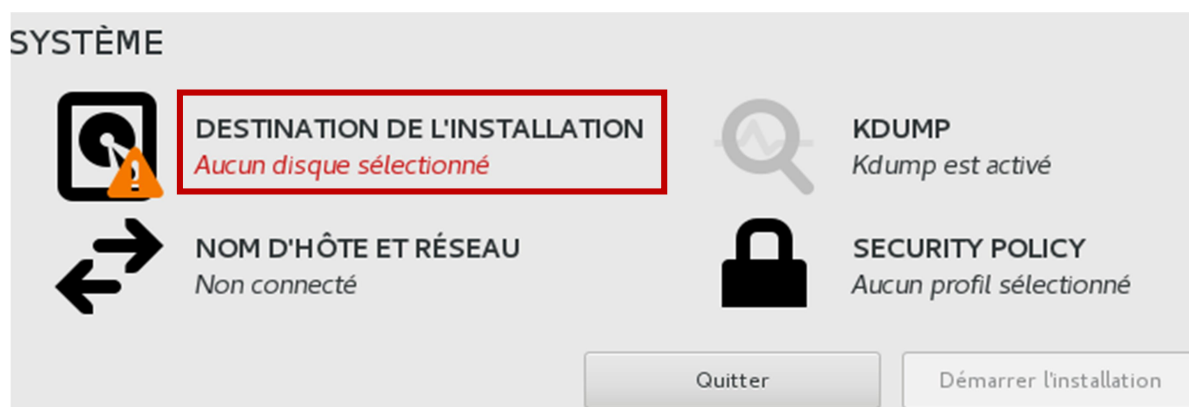 SYSTÈME
DESTINATION DE L'INSTALLATION
Aucun disque sélectionné
KDUMP
Kdump est activé
NOM D'HÔTE ET RÉSEAU
Non connecté
SECURITY POLICY
Aucun profil sélectionné
Quitter
Démarrer l'installation